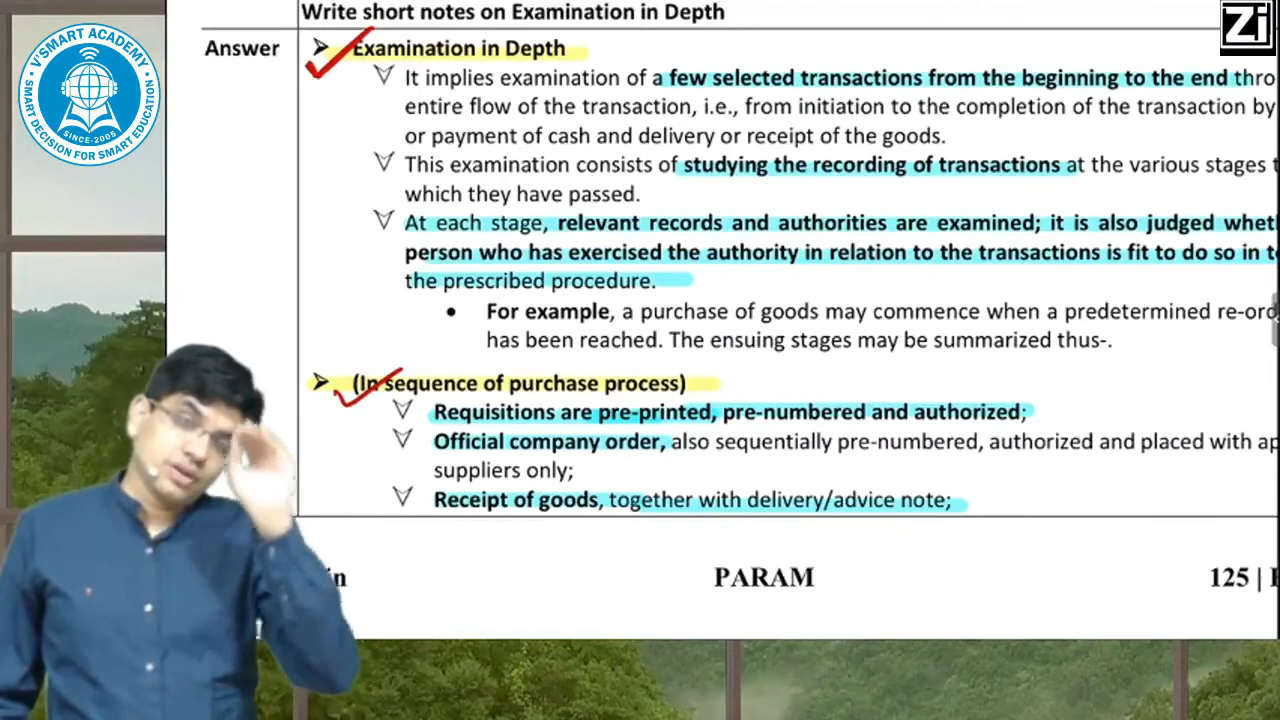 V'SMART ACADEMY
SMART DECISION FOR SMART EDUCATION
SINCE-2005
Zi
Write short notes on Examination in Depth
Answer
➢ Examination in Depth
It implies examination of a few selected transactions from the beginning to the end thro
entire flow of the transaction, i.e., from initiation to the completion of the transaction by
or payment of cash and delivery or receipt of the goods.
This examination consists of studying the recording of transactions at the various stages
which they have passed.
At each stage, relevant records and authorities are examined; it is also judged whet
person who has exercised the authority in relation to the transactions is fit to do so in
the prescribed procedure.
• For example, a purchase of goods may commence when a predetermined re-ord
has been reached. The ensuing stages may be summarized thus-.
➢ (In sequence of purchase process)
Requisitions are pre-printed, pre-numbered and authorized;
Official company order, also sequentially pre-numbered, authorized and placed with ap
suppliers only;
Receipt of goods, together with delivery/advice note;
in PARAM 125 |